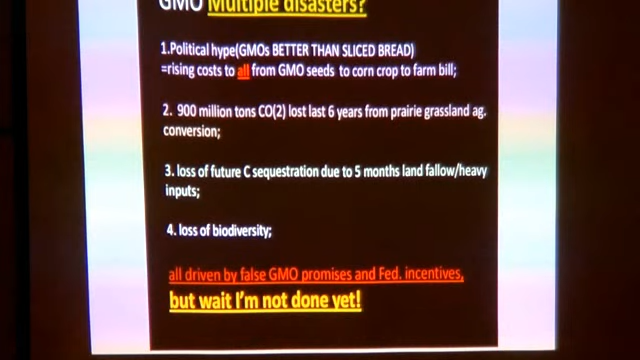 GMO Multiple disasters?
1.Political hype(GMOs BETTER THAN SLICED BREAD)
=rising costs to all from GMO seeds to corn crop to farm bill;
2. 900 million tons CO(2) lost last 6 years from prairie grassland ag.
conversion;
3. loss of future C sequestration due to 5 months land fallow/heavy
inputs;
4. loss of biodiversity;
all driven by false GMO promises and Fed. incentives,
but wait I'm not done yet!